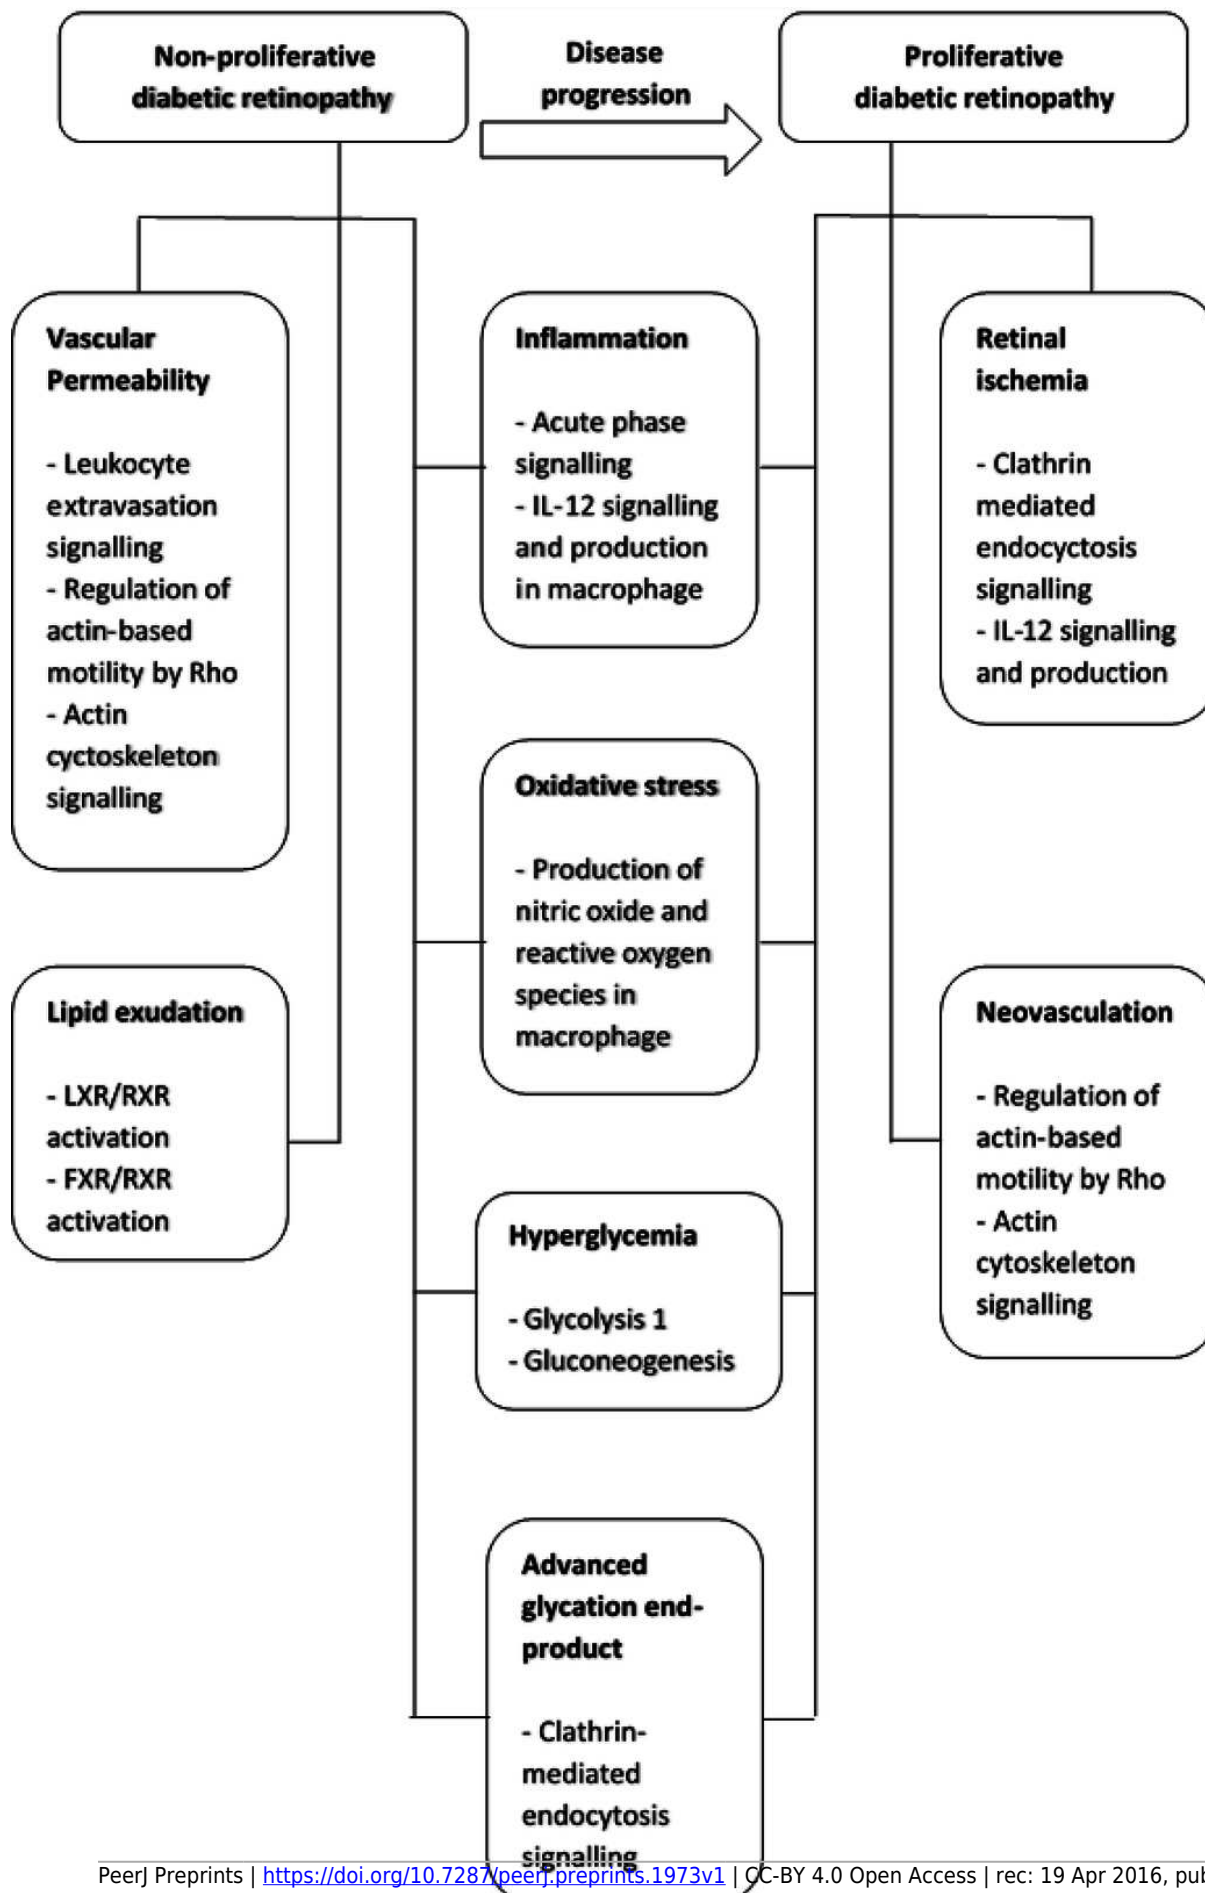 Non-proliferative
diabetic retinopathy
Disease
progression
Proliferative
diabetic retinopathy
Vascular
Permeability
- Leukocyte
extravasation
signalling
- Regulation of
actin-based
motility by Rho
- Actin
cyctoskeleton
signalling
Lipid exudation
- LXR/RXR
activation
- FXR/RXR
activation
Inflammation
- Acute phase
signalling
- IL-12 signalling
and production
in macrophage
Oxidative stress
- Production of
nitric oxide and
reactive oxygen
species in
macrophage
Hyperglycemia
- Glycolysis 1
- Gluconeogenesis
Advanced
glycation end-
product
- Clathrin-
mediated
endocytosis
signalling
Retinal
ischemia
- Clathrin
mediated
endocyctosis
signalling
- IL-12 signalling
and production
Neovasculation
- Regulation of
actin-based
motility by Rho
- Actin
cytoskeleton
signalling
PeerJ Preprints | https://doi.org/10.7287/peerj.preprints.1973v1 | CC-BY 4.0 Open Access | rec: 19 Apr 2016, pub